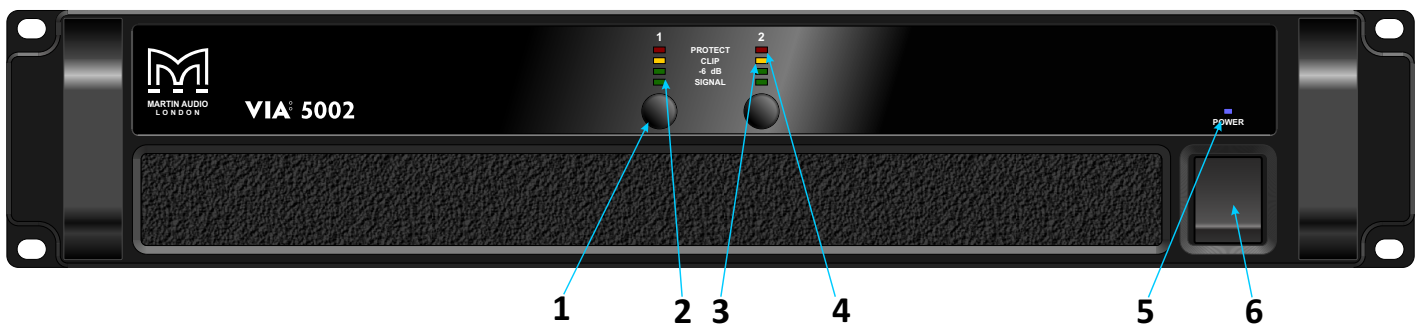 1 2
PROTECT
CLIP
-6 dB
SIGNAL
MARTIN AUDIO
LONDON
VIA 5002
POWER
1 2 3 4 5 6